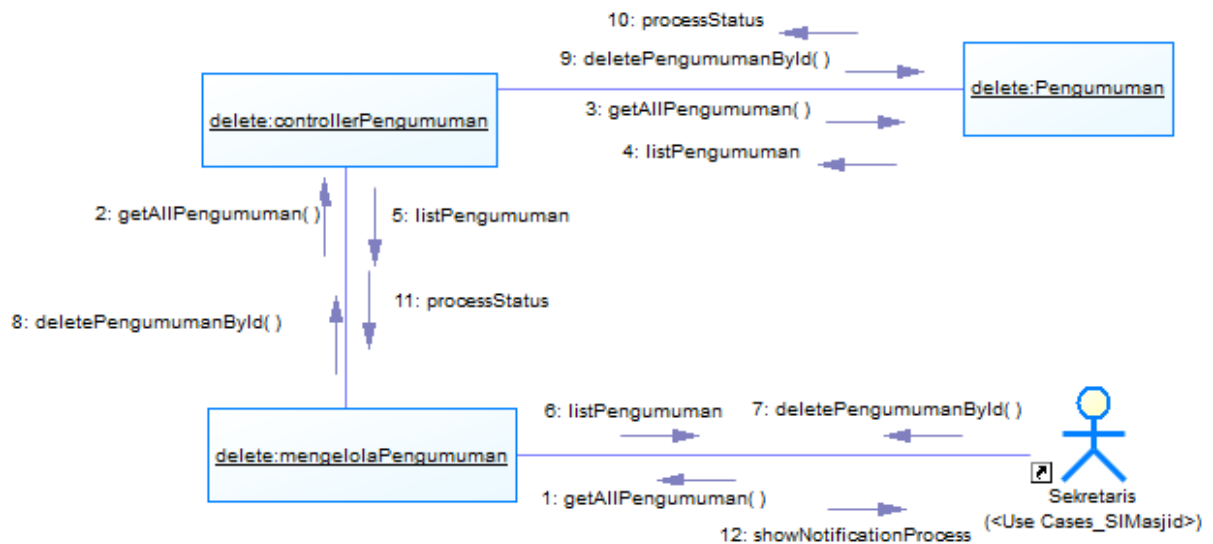 10: processStatus
9: deletePengumumanById( )
delete:controllerPengumuman
delete:Pengumuman
3: getAllPengumuman( )
4: listPengumuman
2: getAllPengumuman( )
5: listPengumuman
11: processStatus
8: deletePengumumanById( )
6: listPengumuman
7: deletePengumumanById( )
delete:mengelolaPengumuman
1: getAllPengumuman( )
Sekretaris
(<Use Cases_SIMasjid>)
12: showNotificationProcess